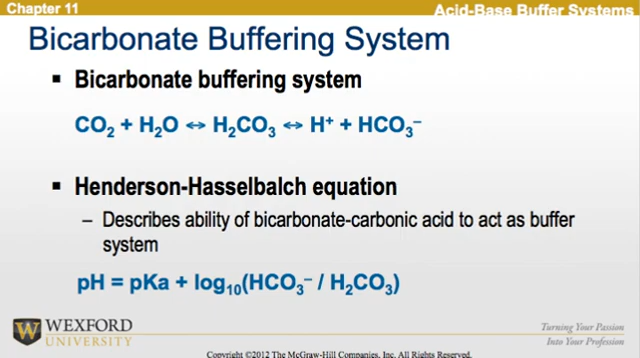 Chapter 11
Acid-Base Buffer Systems
Bicarbonate Buffering System
▪ Bicarbonate buffering system
CO₂ + H₂O ↔ H₂CO₃ ↔ H⁺ + HCO₃⁻
▪ Henderson-Hasselbalch equation
– Describes ability of bicarbonate-carbonic acid to act as buffer
system
pH = pKa + log₁₀(HCO₃⁻ / H₂CO₃)
W WEXFORD
UNIVERSITY
Turning Your Passion
Into Your Profession
Copyright ©2012 The McGraw-Hill Companies, Inc. All Rights Reserved.